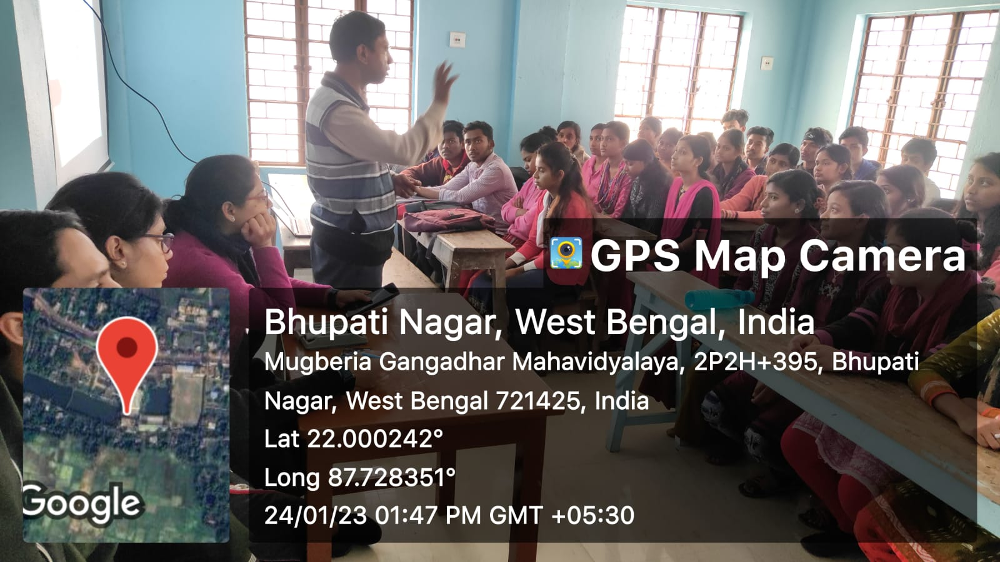 GPS Map Camera
Bhupati Nagar, West Bengal, India
Mugberia Gangadhar Mahavidyalaya, 2P2H+395, Bhupati
Nagar, West Bengal 721425, India
Lat 22.000242°
Long 87.728351°
24/01/23 01:47 PM GMT +05:30
Google